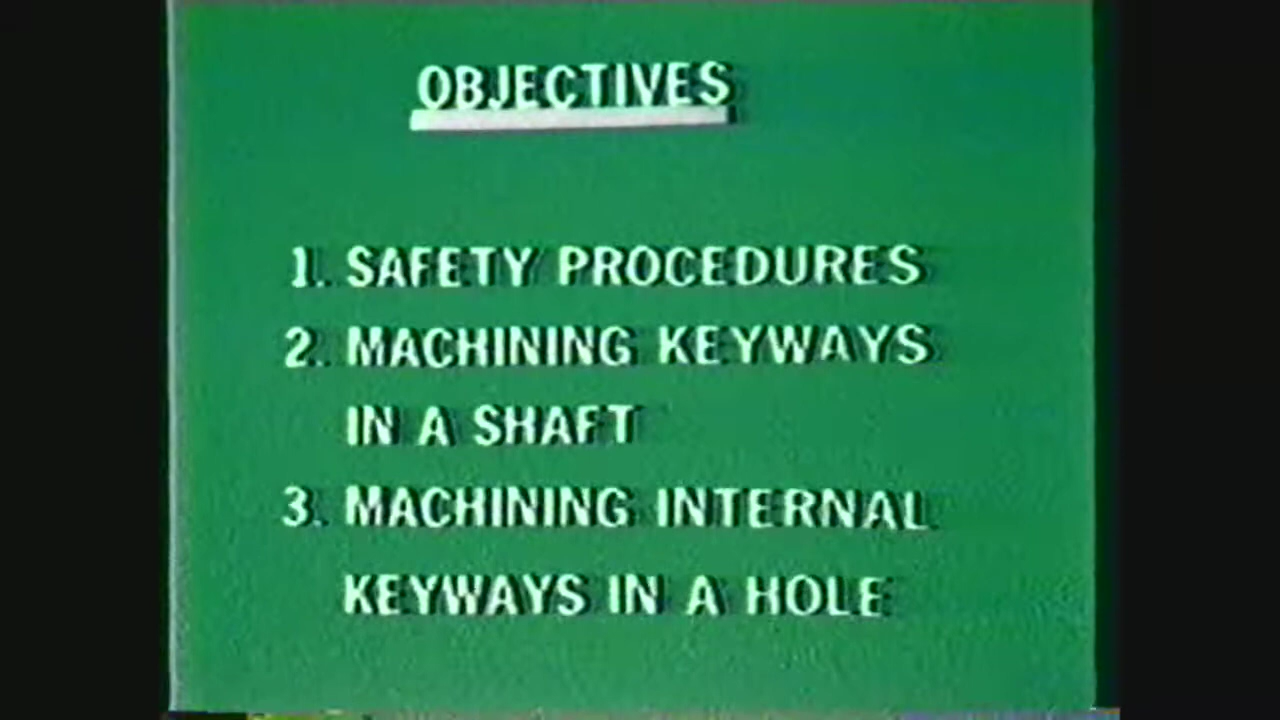 OBJECTIVES
1. SAFETY PROCEDURES
2. MACHINING KEYWAYS
IN A SHAFT
3. MACHINING INTERNAL
KEYWAYS IN A HOLE